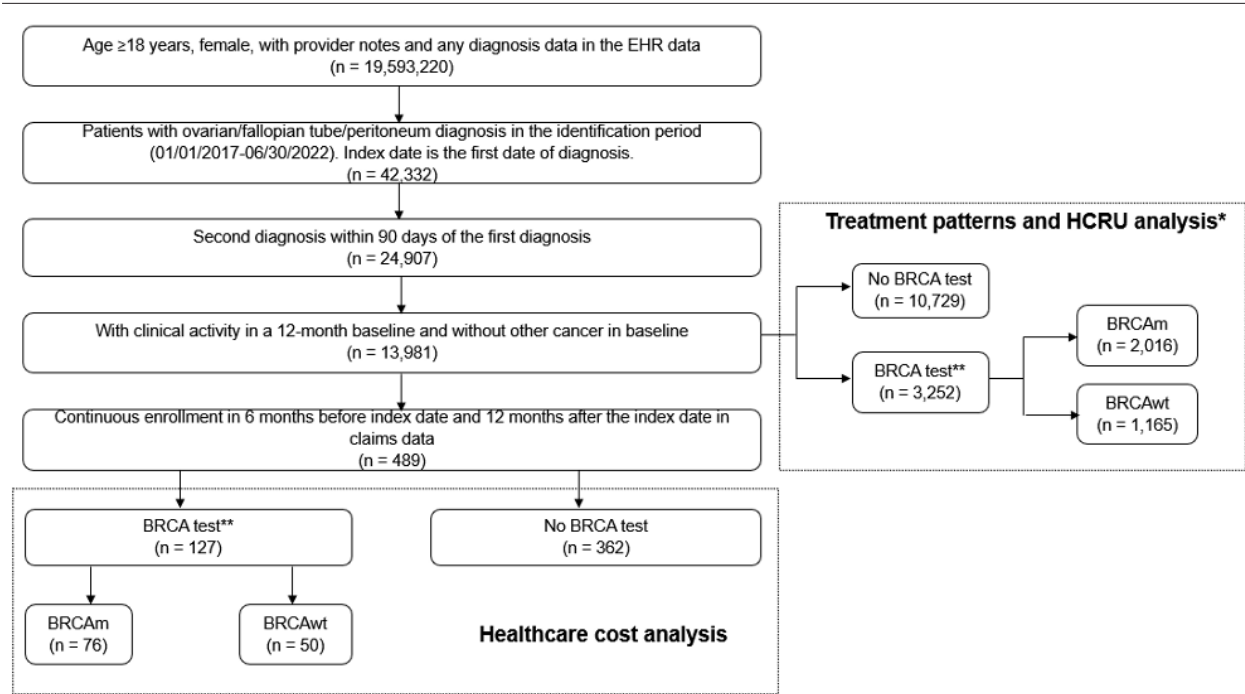 Age ≥18 years, female, with provider notes and any diagnosis data in the EHR data
(n = 19,593,220)
Patients with ovarian/fallopian tube/peritoneum diagnosis in the identification period
(01/01/2017-06/30/2022). Index date is the first date of diagnosis.
(n = 42,332)
Second diagnosis within 90 days of the first diagnosis
(n = 24,907)
With clinical activity in a 12-month baseline and without other cancer in baseline
(n = 13,981)
Treatment patterns and HCRU analysis*
No BRCA test
(n = 10,729)
BRCA test**
(n = 3,252)
BRCAm
(n = 2,016)
BRCAwt
(n = 1,165)
Continuous enrollment in 6 months before index date and 12 months after the index date in
claims data
(n = 489)
BRCA test**
(n = 127)
No BRCA test
(n = 362)
BRCAm
(n = 76)
BRCAwt
(n = 50)
Healthcare cost analysis